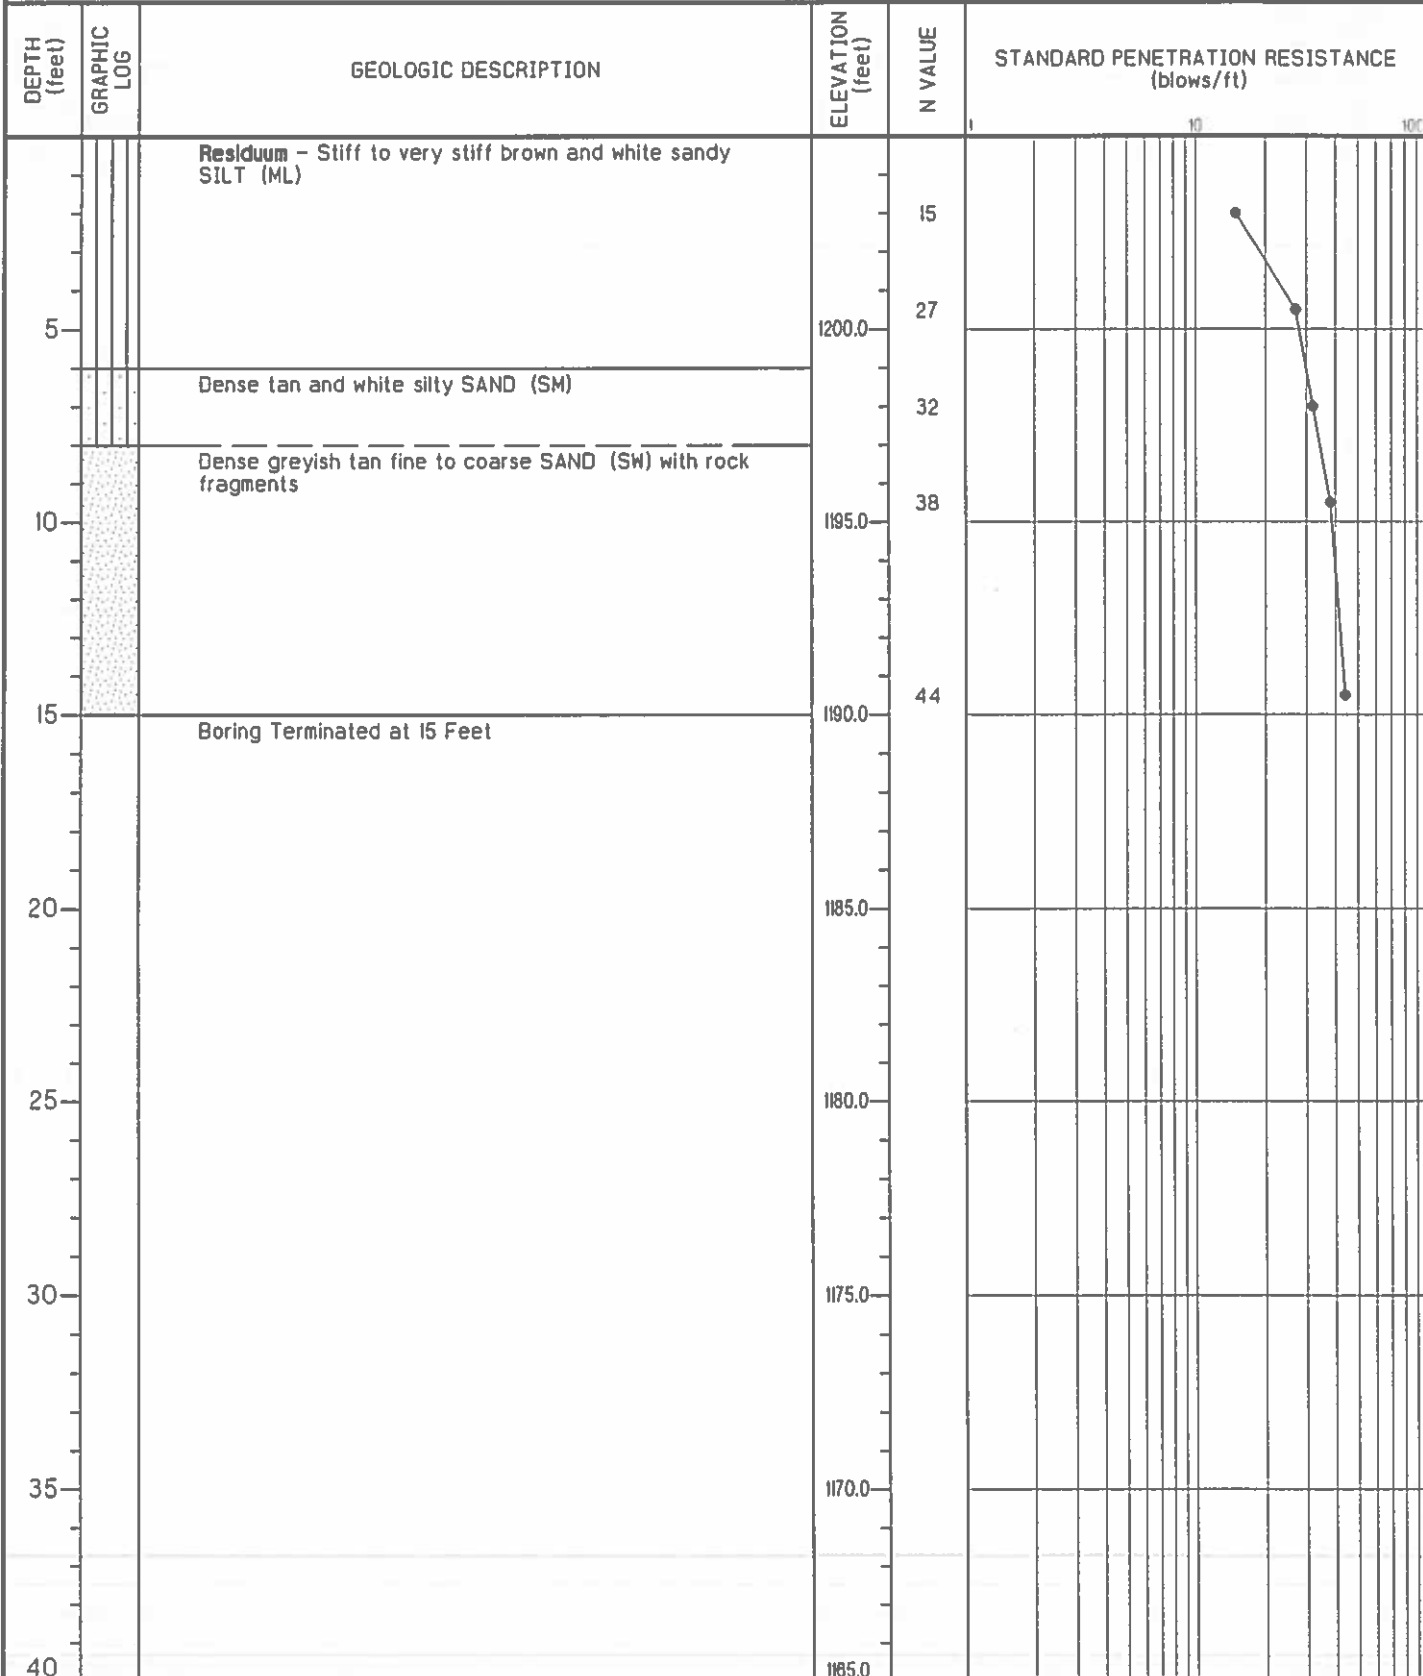 DEPTH
(feet)
GRAPHIC
LOG
GEOLOGIC DESCRIPTION
ELEVATION
(feet)
N VALUE
STANDARD PENETRATION RESISTANCE
(blows/ft)
1 10 100
Residuum – Stiff to very stiff brown and white sandy
SILT (ML)
15
27
5 1200.0
Dense tan and white silty SAND (SM)
32
Dense greyish tan fine to coarse SAND (SW) with rock
fragments
38
10 1195.0
44
15 1190.0
Boring Terminated at 15 Feet
20 1185.0
25 1180.0
30 1175.0
35 1170.0
40 1165.0